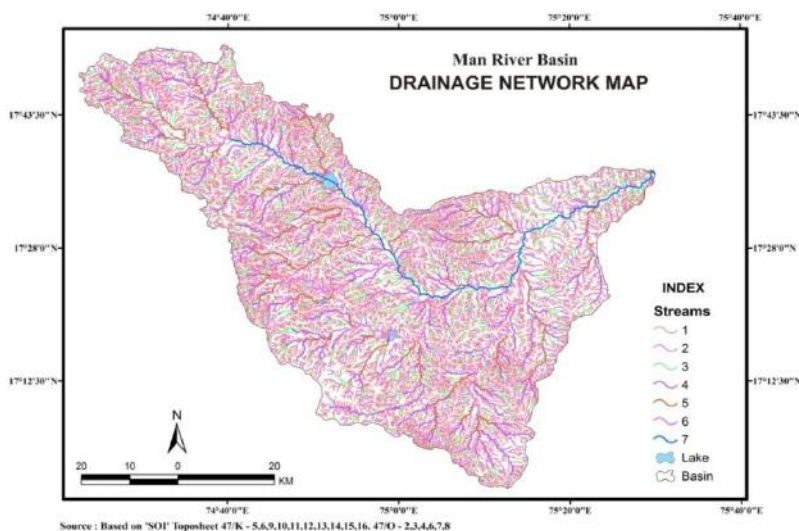 74°40'0"E 75°0'0"E 75°20'0"E 75°40'0"E
Man River Basin
DRAINAGE NETWORK MAP
17°43'30"N 17°43'30"N
17°28'0"N 17°28'0"N
INDEX
Streams
1
2
3
17°12'30"N 4 17°12'30"N
5
6
7
Lake
Basin
N
20 10 0 20
KM
74°40'0"E 75°0'0"E 75°20'0"E 75°40'0"E
Source : Based on 'SOI' Toposheet 47/K - 5,6,9,10,11,12,13,14,15,16. 47/O - 2,3,4,6,7,8